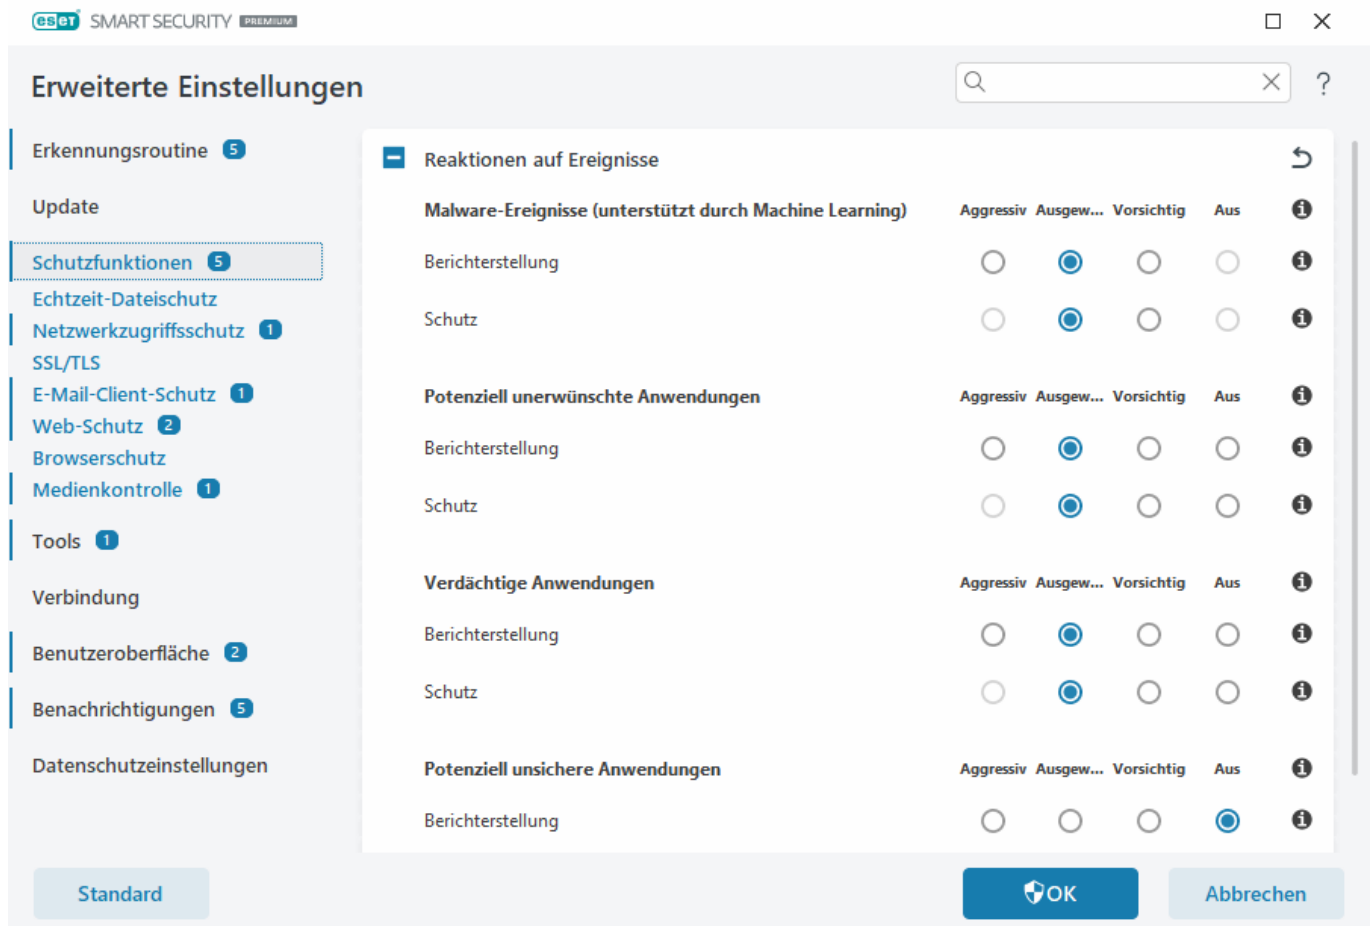 eseT SMART SECURITY PREMIUM
Erweiterte Einstellungen
?
Erkennungsroutine 5
Update
Schutzfunktionen 5
Echtzeit-Dateischutz
Netzwerkzugriffsschutz 1
SSL/TLS
E-Mail-Client-Schutz 1
Web-Schutz 2
Browserschutz
Medienkontrolle 1
Tools 1
Verbindung
Benutzeroberfläche 2
Benachrichtigungen 5
Datenschutzeinstellungen
Reaktionen auf Ereignisse
Malware-Ereignisse (unterstützt durch Machine Learning) Aggressiv Ausgew... Vorsichtig Aus
Berichterstellung
Schutz
Potenziell unerwünschte Anwendungen Aggressiv Ausgew... Vorsichtig Aus
Berichterstellung
Schutz
Verdächtige Anwendungen Aggressiv Ausgew... Vorsichtig Aus
Berichterstellung
Schutz
Potenziell unsichere Anwendungen Aggressiv Ausgew... Vorsichtig Aus
Berichterstellung
Standard OK Abbrechen